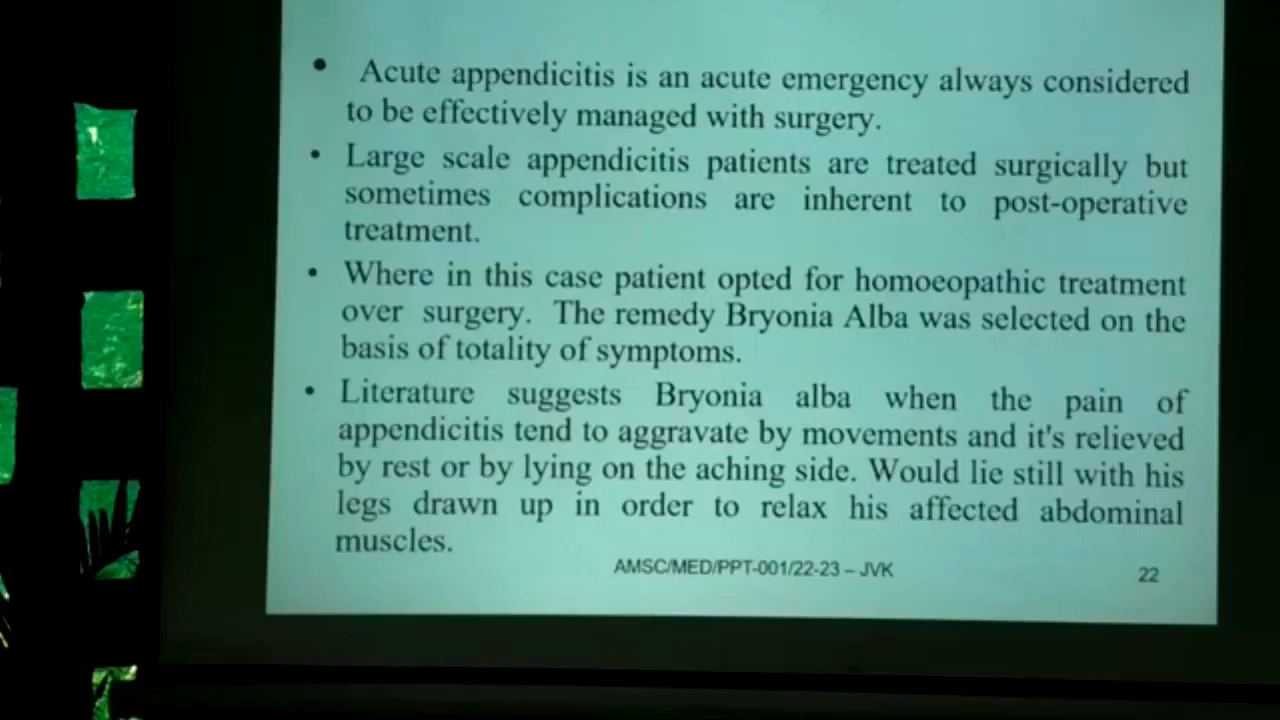 • Acute appendicitis is an acute emergency always considered
to be effectively managed with surgery.
• Large scale appendicitis patients are treated surgically but
sometimes complications are inherent to post-operative
treatment.
• Where in this case patient opted for homoeopathic treatment
over surgery. The remedy Bryonia Alba was selected on the
basis of totality of symptoms.
• Literature suggests Bryonia alba when the pain of
appendicitis tend to aggravate by movements and it's relieved
by rest or by lying on the aching side. Would lie still with his
legs drawn up in order to relax his affected abdominal
muscles.
AMSC/MED/PPT-001/22-23 – JVK
22